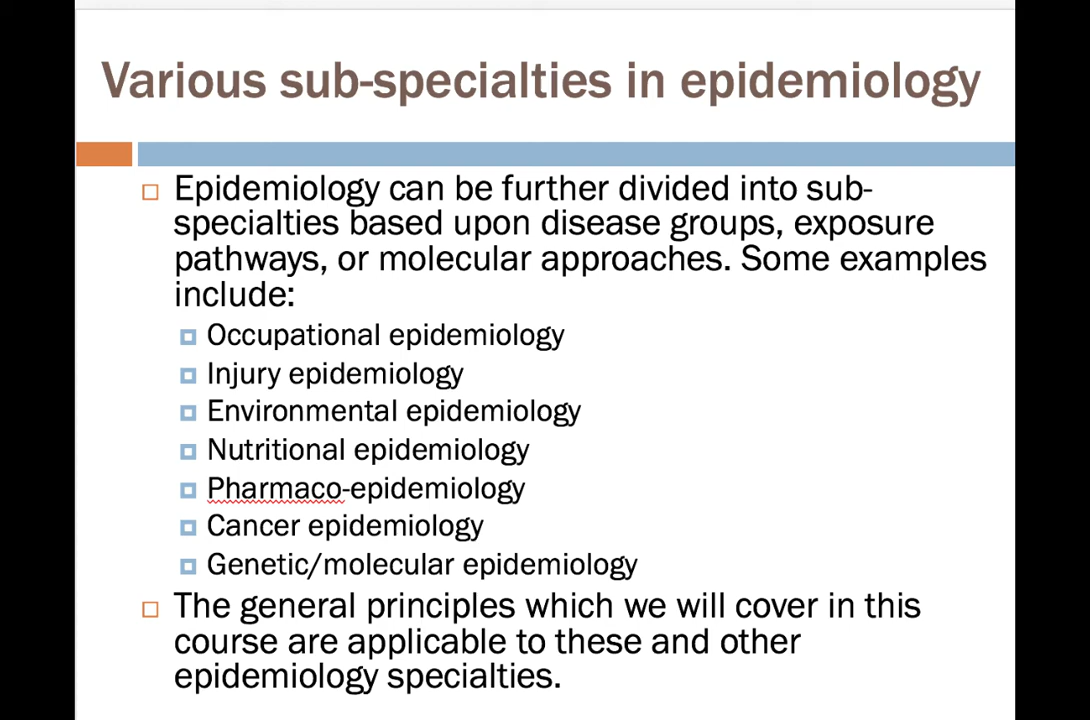 Various sub-specialties in epidemiology
Epidemiology can be further divided into sub-
specialties based upon disease groups, exposure
pathways, or molecular approaches. Some examples
include:
Occupational epidemiology
Injury epidemiology
Environmental epidemiology
Nutritional epidemiology
Pharmaco-epidemiology
Cancer epidemiology
Genetic/molecular epidemiology
The general principles which we will cover in this
course are applicable to these and other
epidemiology specialties.